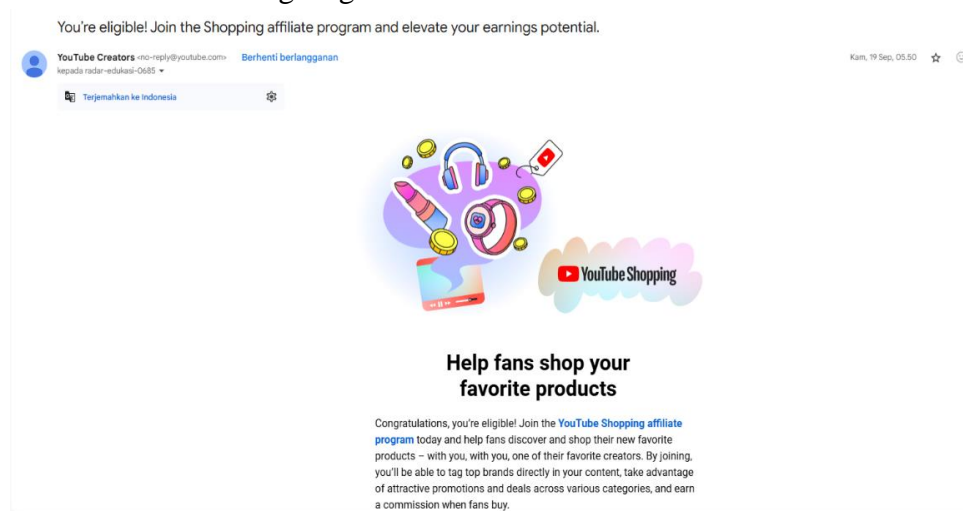 You're eligible! Join the Shopping affiliate program and elevate your earnings potential.
YouTube Creators <no-reply@youtube.com> Berhenti berlangganan
Kam, 19 Sep, 05.50
kepada radar-edukasi-0685
Terjemahkan ke Indonesia
YouTube Shopping
Help fans shop your
favorite products
Congratulations, you're eligible! Join the YouTube Shopping affiliate
program today and help fans discover and shop their new favorite
products – with you, with you, one of their favorite creators. By joining,
you'll be able to tag top brands directly in your content, take advantage
of attractive promotions and deals across various categories, and earn
a commission when fans buy.